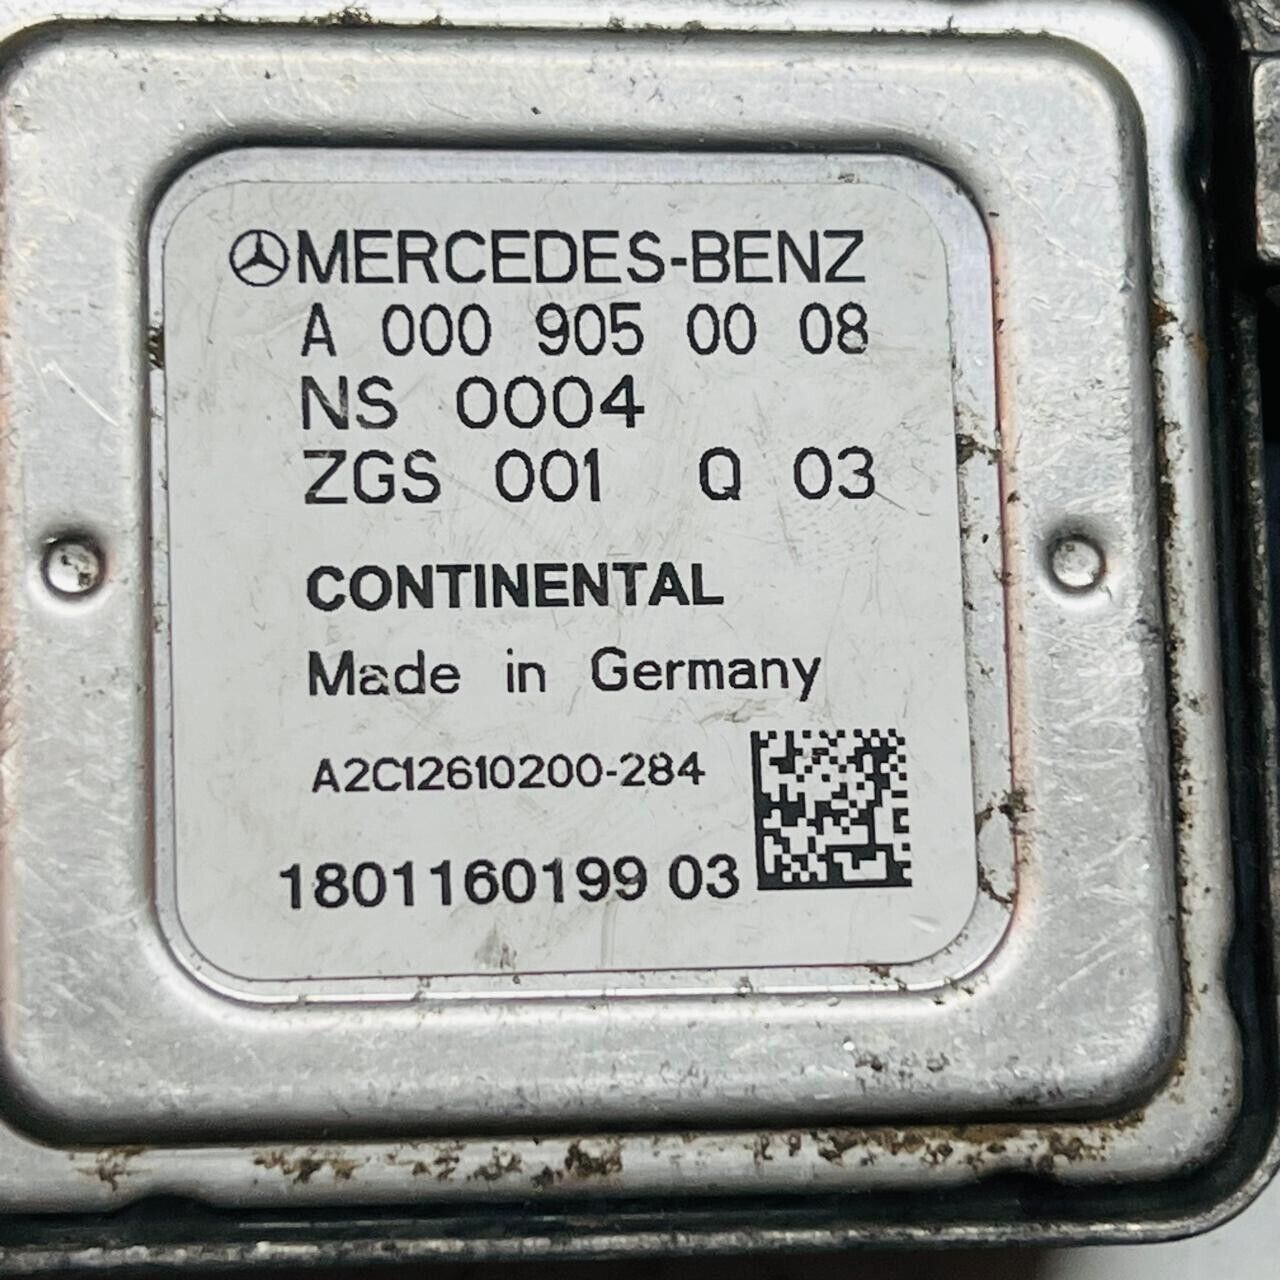 MERCEDES-BENZ
A 000 905 00 08
NS 0004
ZGS 001 Q 03
CONTINENTAL
Made in Germany
A2C12610200-284
1801160199 03